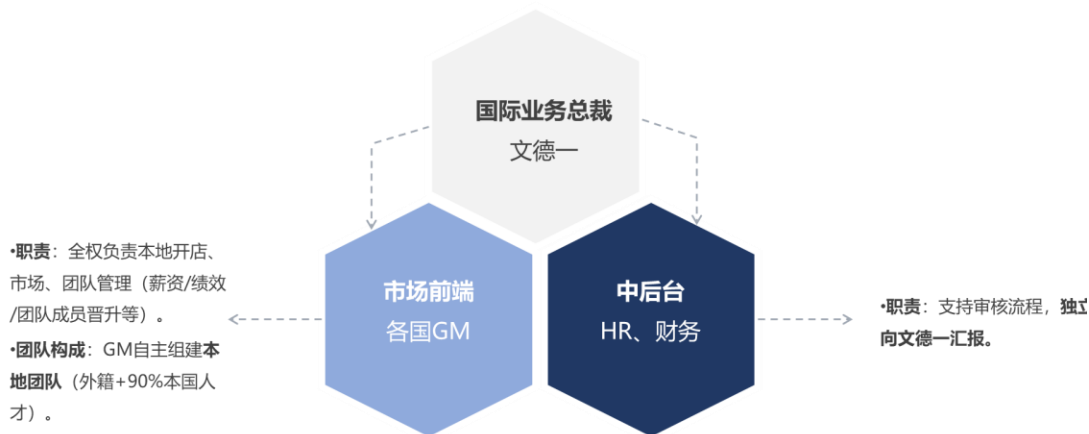 国际业务总裁
文德一
市场前端
各国GM
中后台
HR、财务
•职责：全权负责本地开店、
市场、团队管理（薪资/绩效
/团队成员晋升等）。
•团队构成：GM自主组建本
地团队（外籍+90%本国人
才）。
•职责：支持审核流程，独立
向文德一汇报。